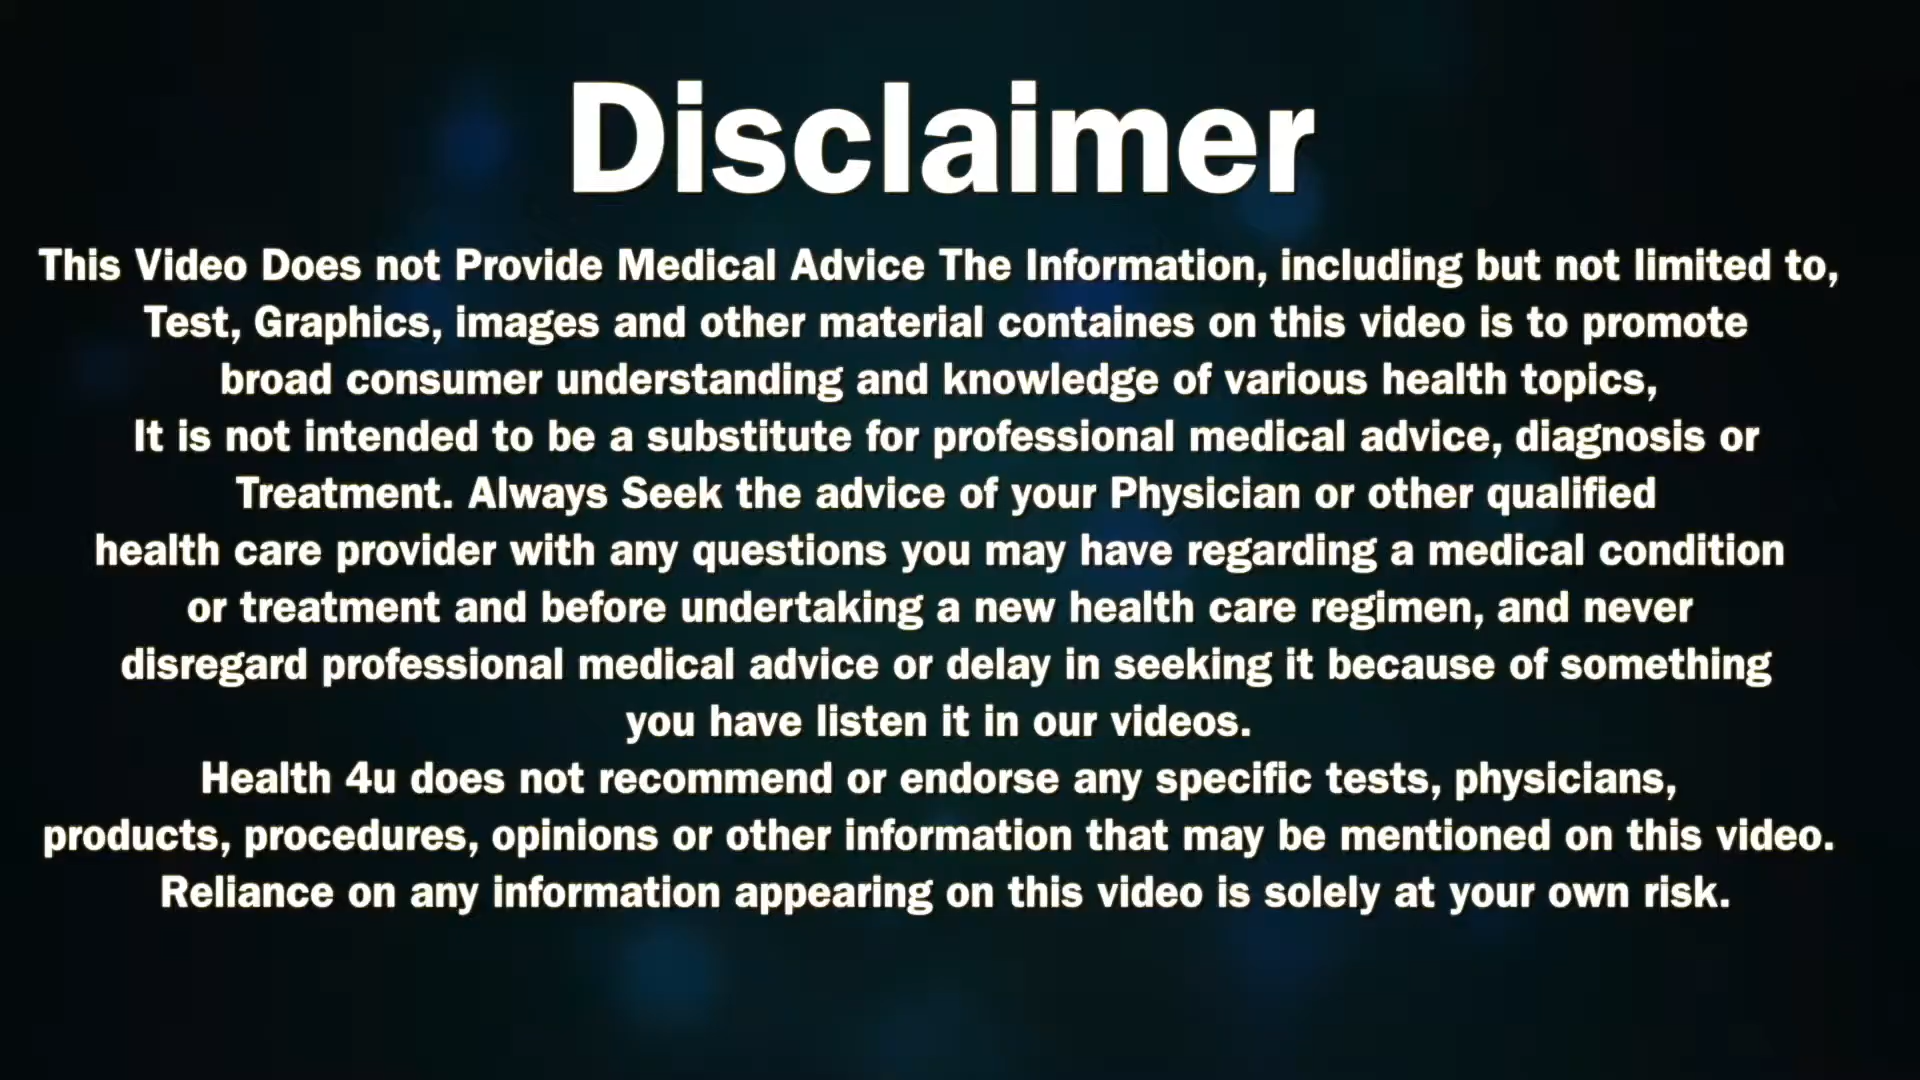 Disclaimer
This Video Does not Provide Medical Advice The Information, including but not limited to,
Test, Graphics, images and other material containes on this video is to promote
broad consumer understanding and knowledge of various health topics,
It is not intended to be a substitute for professional medical advice, diagnosis or
Treatment. Always Seek the advice of your Physician or other qualified
health care provider with any questions you may have regarding a medical condition
or treatment and before undertaking a new health care regimen, and never
disregard professional medical advice or delay in seeking it because of something
you have listen it in our videos.
Health 4u does not recommend or endorse any specific tests, physicians,
products, procedures, opinions or other information that may be mentioned on this video.
Reliance on any information appearing on this video is solely at your own risk.